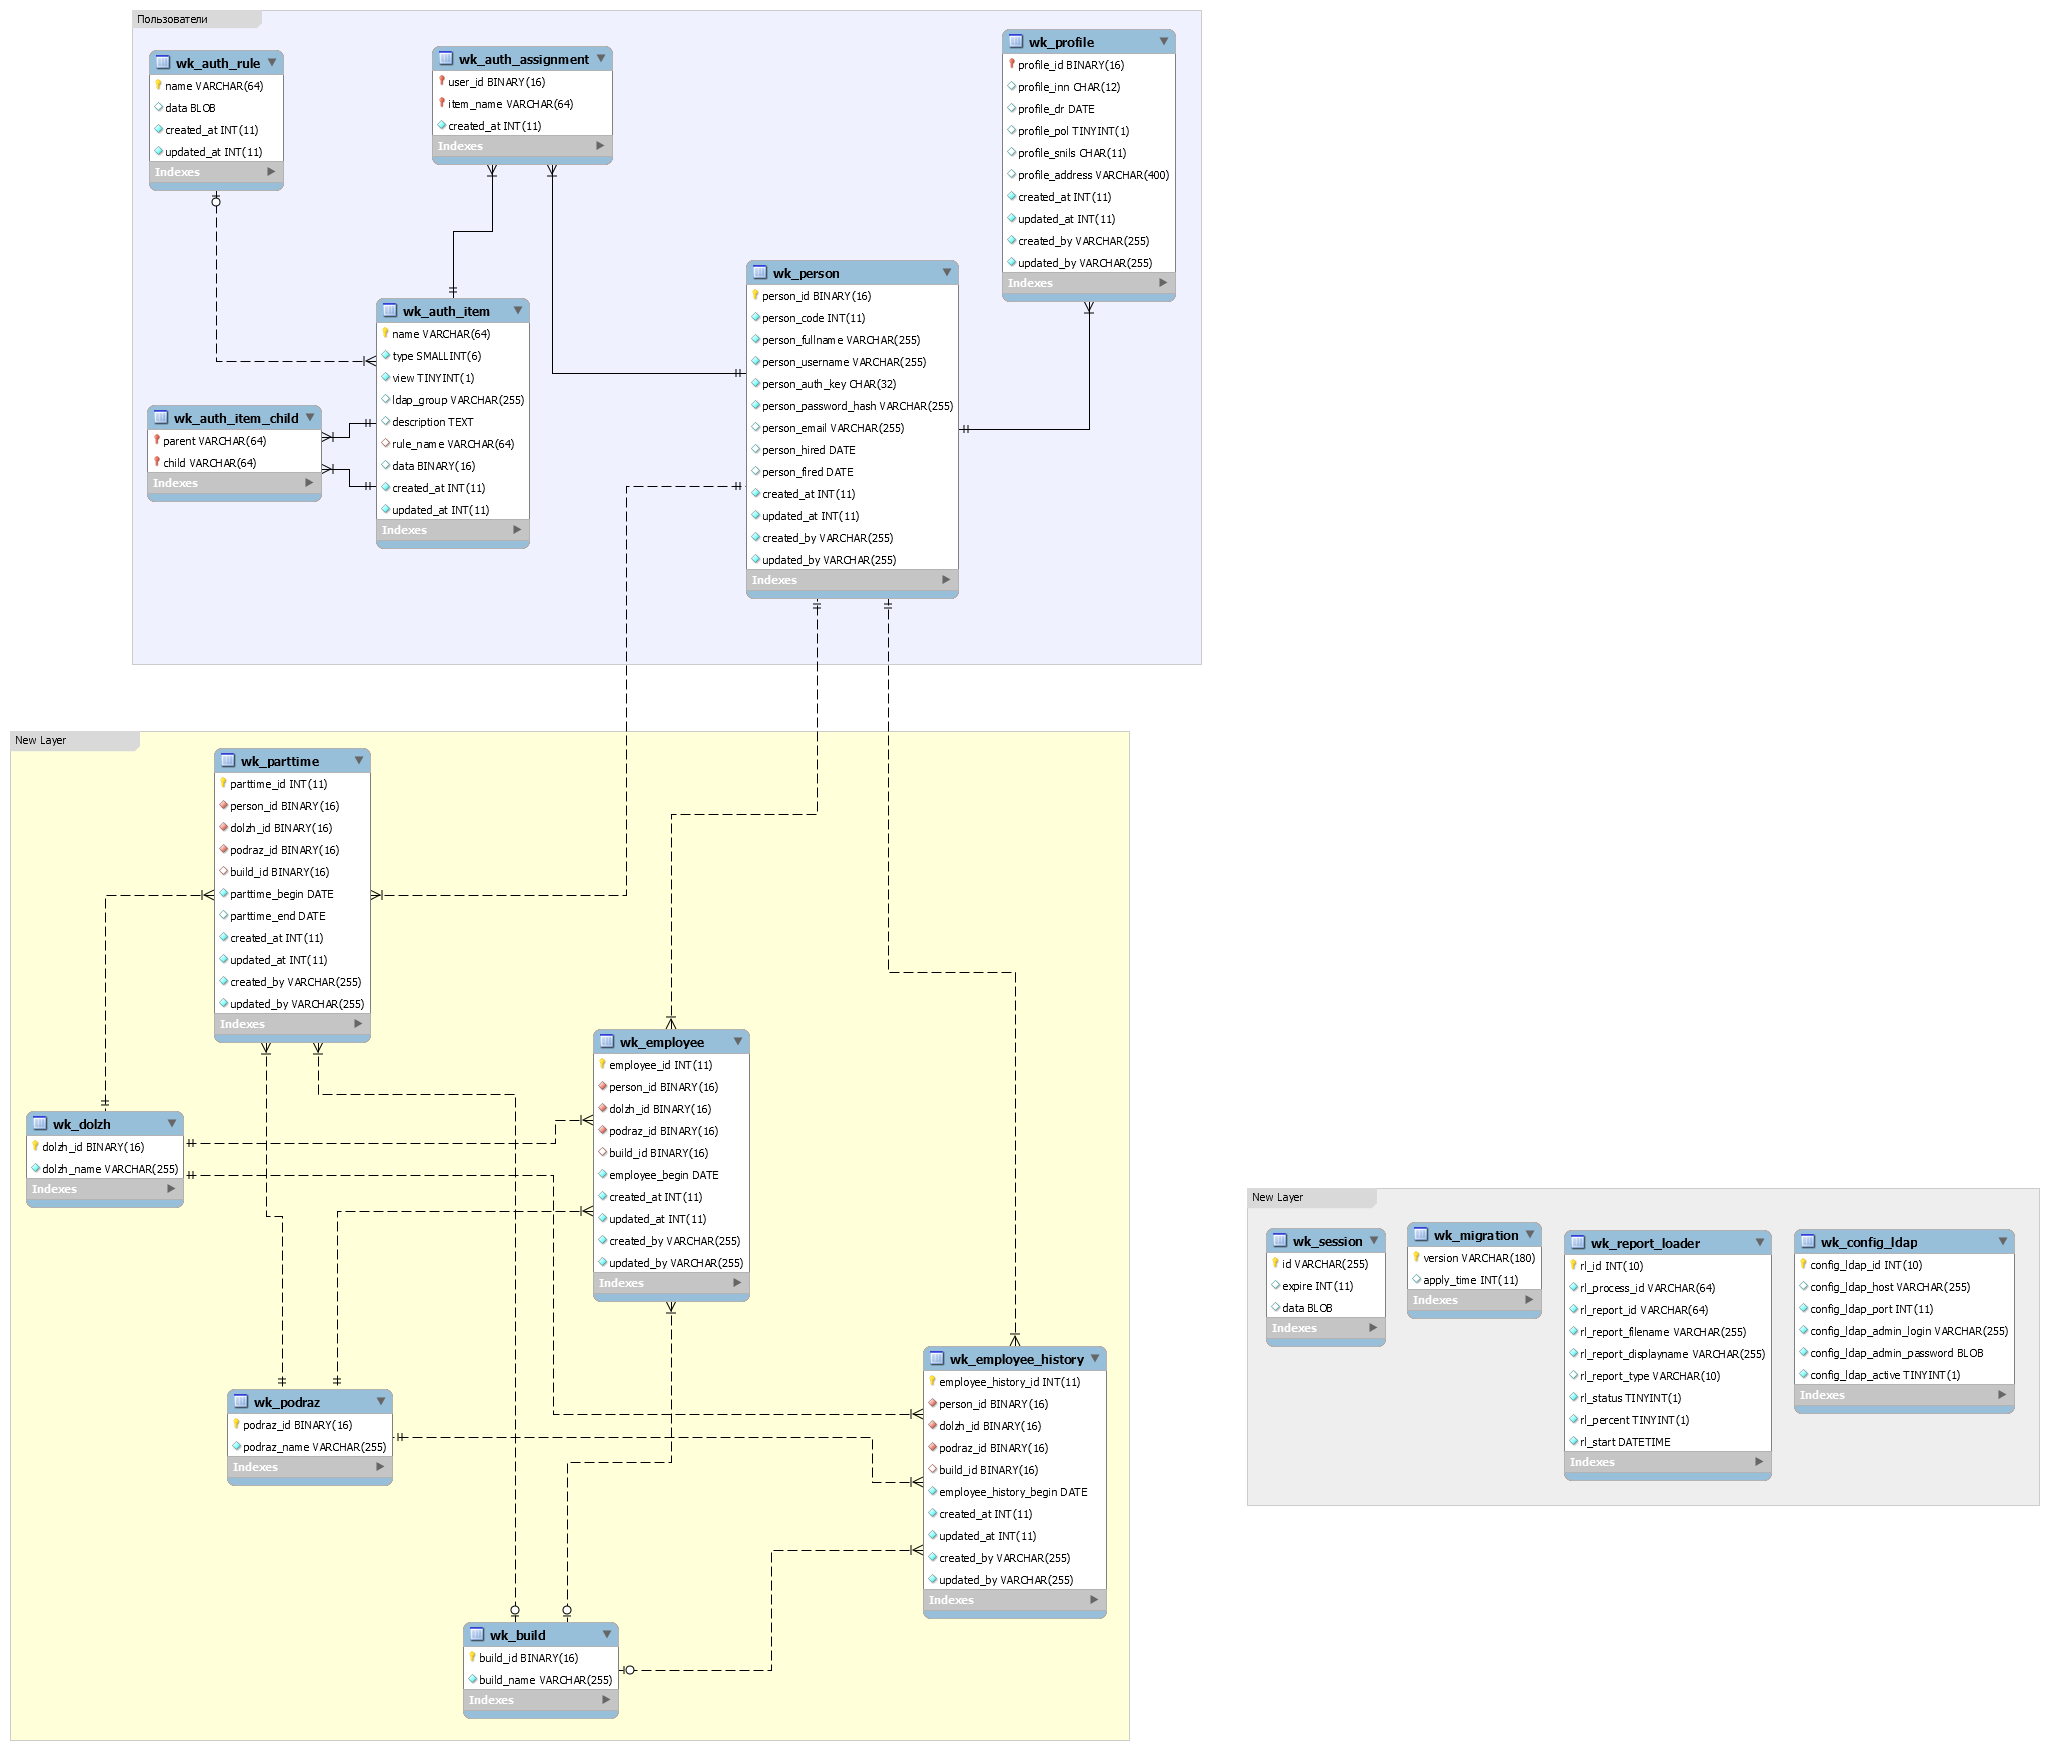 Пользователи
wk_auth_rule
name VARCHAR(64)
data BLOB
created_at INT(11)
updated_at INT(11)
Indexes
wk_auth_assignment
user_id BINARY(16)
item_name VARCHAR(64)
created_at INT(11)
Indexes
wk_profile
profile_id BINARY(16)
profile_inn CHAR(12)
profile_dr DATE
profile_pol TINYINT(1)
profile_snils CHAR(11)
profile_address VARCHAR(400)
created_at INT(11)
updated_at INT(11)
created_by VARCHAR(255)
updated_by VARCHAR(255)
Indexes
wk_person
person_id BINARY(16)
person_code INT(11)
person_fullname VARCHAR(255)
person_username VARCHAR(255)
person_auth_key CHAR(32)
person_password_hash VARCHAR(255)
person_email VARCHAR(255)
person_hired DATE
person_fired DATE
created_at INT(11)
updated_at INT(11)
created_by VARCHAR(255)
updated_by VARCHAR(255)
Indexes
wk_auth_item
name VARCHAR(64)
type SMALLINT(6)
view TINYINT(1)
ldap_group VARCHAR(255)
description TEXT
rule_name VARCHAR(64)
data BINARY(16)
created_at INT(11)
updated_at INT(11)
Indexes
wk_auth_item_child
parent VARCHAR(64)
child VARCHAR(64)
Indexes
New Layer
wk_parttime
parttime_id INT(11)
person_id BINARY(16)
dolzh_id BINARY(16)
podraz_id BINARY(16)
build_id BINARY(16)
parttime_begin DATE
parttime_end DATE
created_at INT(11)
updated_at INT(11)
created_by VARCHAR(255)
updated_by VARCHAR(255)
Indexes
wk_employee
employee_id INT(11)
person_id BINARY(16)
dolzh_id BINARY(16)
podraz_id BINARY(16)
build_id BINARY(16)
employee_begin DATE
created_at INT(11)
updated_at INT(11)
created_by VARCHAR(255)
updated_by VARCHAR(255)
Indexes
wk_dolzh
dolzh_id BINARY(16)
dolzh_name VARCHAR(255)
Indexes
wk_podraz
podraz_id BINARY(16)
podraz_name VARCHAR(255)
Indexes
wk_employee_history
employee_history_id INT(11)
person_id BINARY(16)
dolzh_id BINARY(16)
podraz_id BINARY(16)
build_id BINARY(16)
employee_history_begin DATE
created_at INT(11)
updated_at INT(11)
created_by VARCHAR(255)
updated_by VARCHAR(255)
Indexes
wk_build
build_id BINARY(16)
build_name VARCHAR(255)
Indexes
New Layer
wk_session
id VARCHAR(255)
expire INT(11)
data BLOB
Indexes
wk_migration
version VARCHAR(180)
apply_time INT(11)
Indexes
wk_report_loader
rl_id INT(10)
rl_process_id VARCHAR(64)
rl_report_id VARCHAR(64)
rl_report_filename VARCHAR(255)
rl_report_displayname VARCHAR(255)
rl_report_type VARCHAR(10)
rl_status TINYINT(1)
rl_percent TINYINT(1)
rl_start DATETIME
Indexes
wk_config_ldap
config_ldap_id INT(10)
config_ldap_host VARCHAR(255)
config_ldap_port INT(11)
config_ldap_admin_login VARCHAR(255)
config_ldap_admin_password BLOB
config_ldap_active TINYINT(1)
Indexes